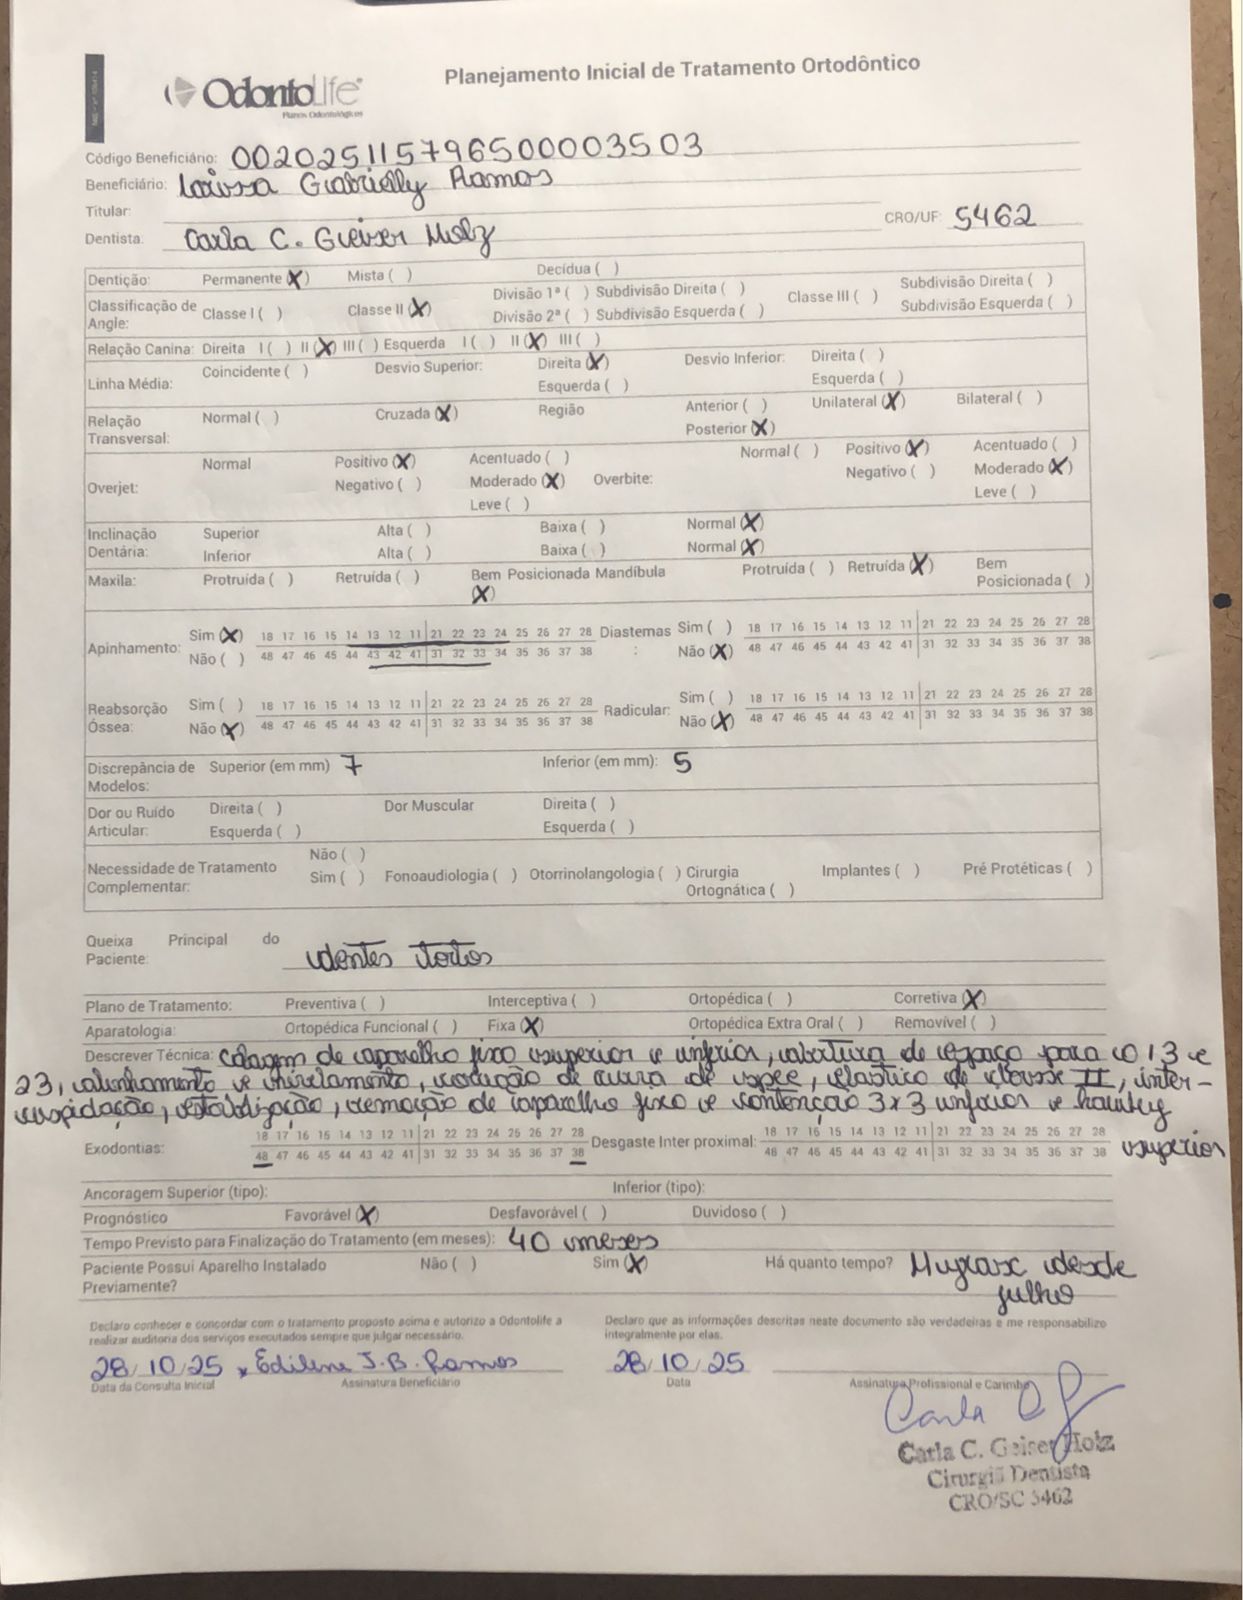 OdontoLife
Planos Odontológicos
Planejamento Inicial de Tratamento Ortodôntico
Código Beneficiário: 002025115796500003503
Beneficiário: Larissa Gabrielly Ramos
Titular:
Dentista: Carla C. Geiser Holz CRO/UF: 5462
Dentição: Permanente (X) Mista ( ) Decídua ( )
Classificação de Angle: Classe I ( ) Classe II (X) Divisão 1ª ( ) Subdivisão Direita ( ) Classe III ( ) Subdivisão Direita ( )
Divisão 2ª ( ) Subdivisão Esquerda ( ) Subdivisão Esquerda ( )
Relação Canina: Direita I ( ) II (X) III ( ) Esquerda I ( ) II (X) III ( )
Linha Média: Coincidente ( ) Desvio Superior: Direita (X) Desvio Inferior: Direita ( )
Esquerda ( ) Esquerda ( )
Relação Transversal: Normal ( ) Cruzada (X) Região Anterior ( ) Unilateral (X) Bilateral ( )
Posterior (X)
Overjet: Normal Positivo (X) Acentuado ( ) Overbite: Normal ( ) Positivo (X) Acentuado ( )
Negativo ( ) Moderado (X) Negativo ( ) Moderado (X)
Leve ( ) Leve ( )
Inclinação Dentária: Superior Alta ( ) Baixa ( ) Normal (X)
Inferior Alta ( ) Baixa ( ) Normal (X)
Maxila: Protruída ( ) Retruída ( ) Bem Posicionada (X) Mandíbula Protruída ( ) Retruída (X) Bem Posicionada ( )
Apinhamento: Sim (X) 18 17 16 15 14 13 12 11 21 22 23 24 25 26 27 28 Diastemas: Sim ( ) 18 17 16 15 14 13 12 11 21 22 23 24 25 26 27 28
Não ( ) 48 47 46 45 44 43 42 41 31 32 33 34 35 36 37 38 Não (X) 48 47 46 45 44 43 42 41 31 32 33 34 35 36 37 38
Reabsorção Óssea: Sim ( ) 18 17 16 15 14 13 12 11 21 22 23 24 25 26 27 28 Radicular: Sim ( ) 18 17 16 15 14 13 12 11 21 22 23 24 25 26 27 28
Não (X) 48 47 46 45 44 43 42 41 31 32 33 34 35 36 37 38 Não (X) 48 47 46 45 44 43 42 41 31 32 33 34 35 36 37 38
Discrepância de Modelos: Superior (em mm) 7 Inferior (em mm): 5
Dor ou Ruído Articular: Direita ( ) Dor Muscular Direita ( )
Esquerda ( ) Esquerda ( )
Necessidade de Tratamento Complementar: Não ( )
Sim ( ) Fonoaudiologia ( ) Otorrinolangologia ( ) Cirurgia Ortognática ( ) Implantes ( ) Pré Protéticas ( )
Queixa Principal do Paciente: dentes tortos
Plano de Tratamento: Preventiva ( ) Interceptiva ( ) Ortopédica ( ) Corretiva (X)
Aparatologia: Ortopédica Funcional ( ) Fixa (X) Ortopédica Extra Oral ( ) Removível ( )
Descrever Técnica: colagem de aparelho fixo superior e inferior, abertura de espaço para o 13 e
23, alinhamento e nivelamento, correção de curva de spee, elastico de classe II, inter-
cuspidação, estabilização, remoção de aparelho fixo e contenção 3x3 inferior e hawley
superior
Exodontias: 18 17 16 15 14 13 12 11 21 22 23 24 25 26 27 28 Desgaste Inter proximal: 18 17 16 15 14 13 12 11 21 22 23 24 25 26 27 28
48 47 46 45 44 43 42 41 31 32 33 34 35 36 37 38 48 47 46 45 44 43 42 41 31 32 33 34 35 36 37 38
Ancoragem Superior (tipo): Inferior (tipo):
Prognóstico Favorável (X) Desfavorável ( ) Duvidoso ( )
Tempo Previsto para Finalização do Tratamento (em meses): 40 meses
Paciente Possui Aparelho Instalado Previamente? Não ( ) Sim (X) Há quanto tempo? desde
julho
Declaro conhecer e concordar com o tratamento proposto acima e autorizo a Odontolife a
realizar auditoria dos serviços executados sempre que julgar necessário.
Declaro que as informações descritas neste documento são verdadeiras e me responsabilizo
integralmente por elas.
28/10/25 x Edilene J.B. Ramos 28/10/25
Data da Consulta Inicial Assinatura Beneficiário Data Assinatura Profissional e Carimbo
Carla
Carla C. Geiser Holz
Cirurgiã Dentista
CRO/SC 5462